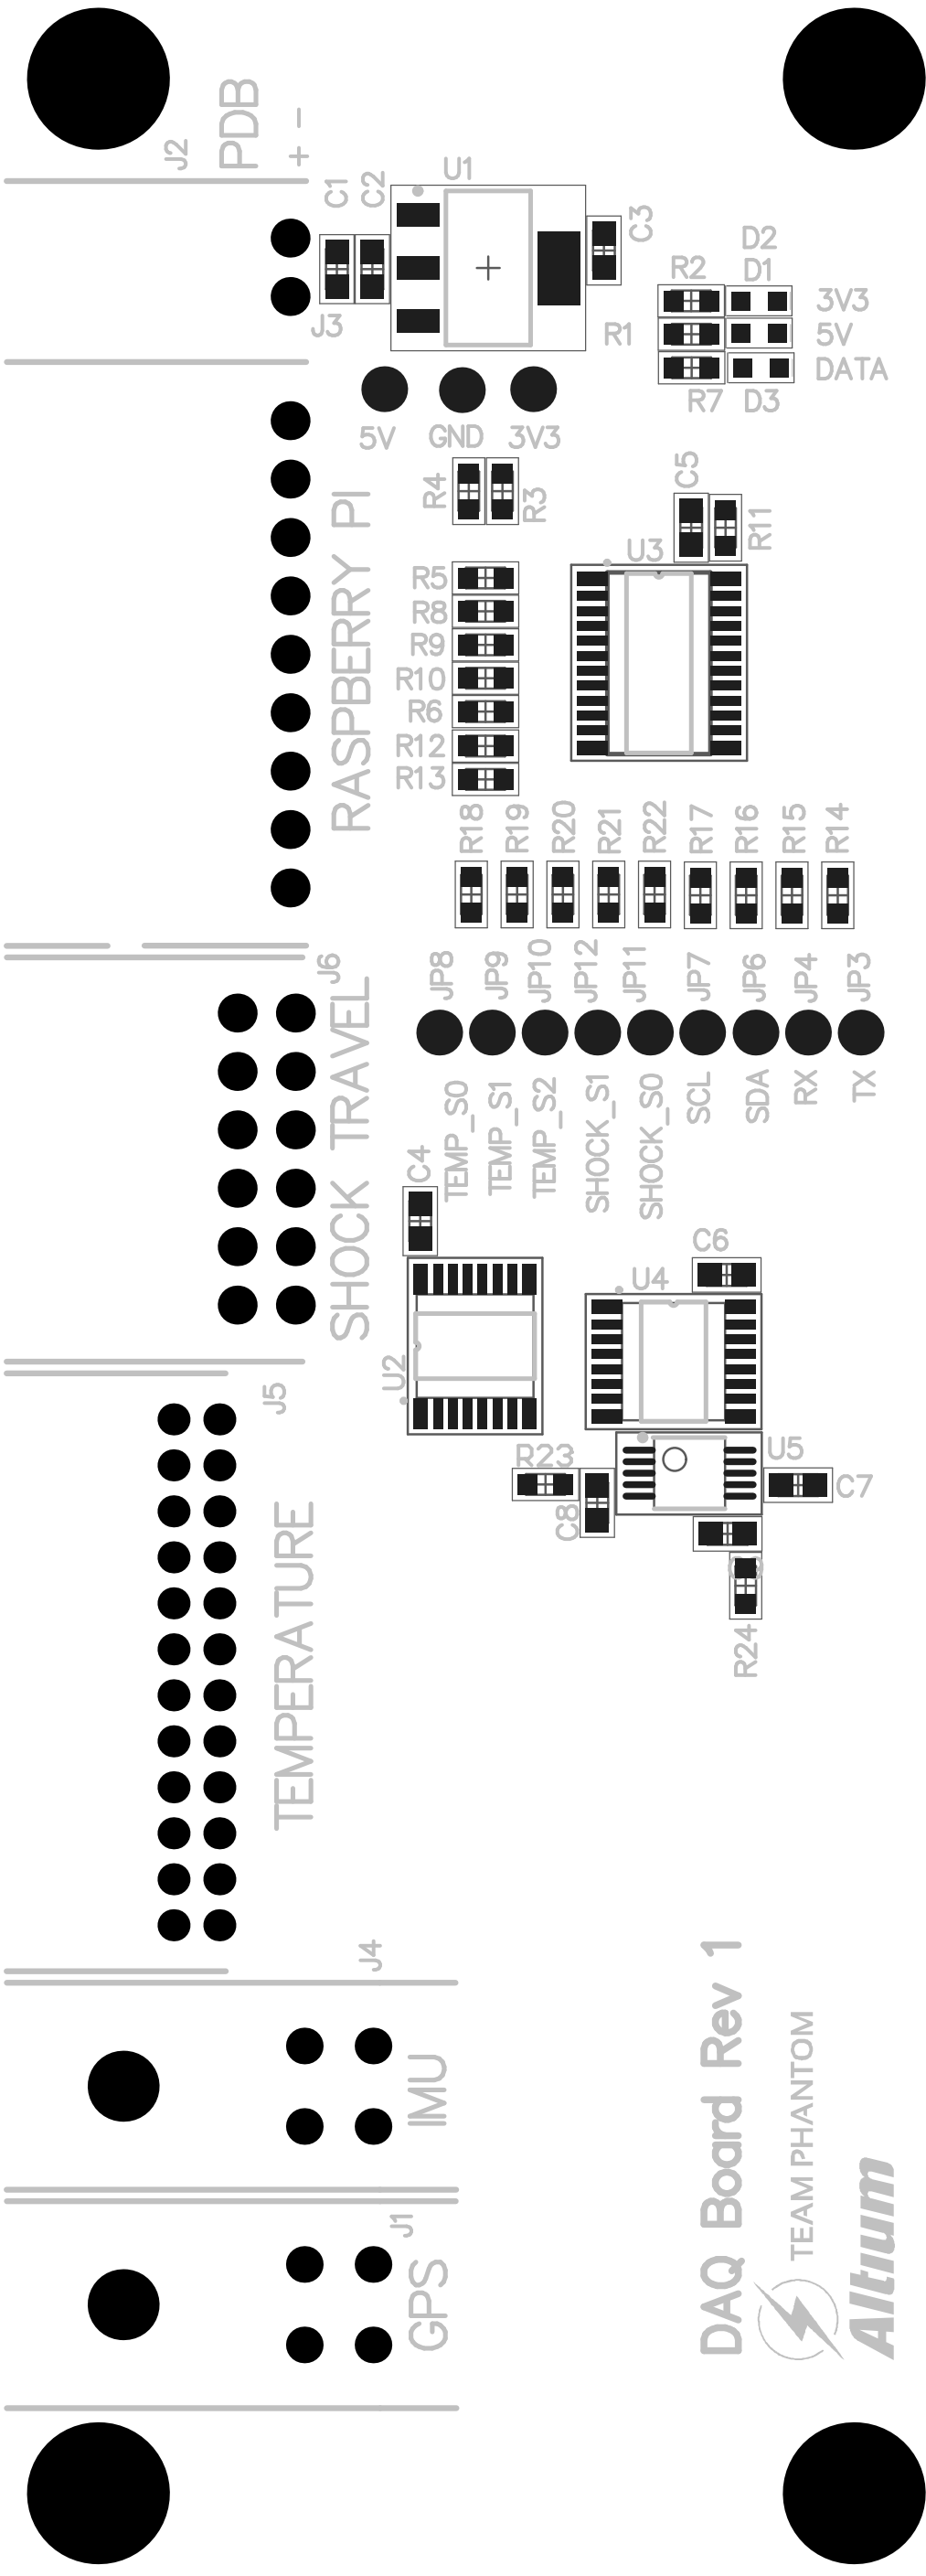 J2
PDB
+ -
C1
C2
U1
C3
J3
D2
R2
D1
3V3
R1
5V
DATA
R7
D3
5V
GND
3V3
R4
R3
C5
R11
U3
RASPBERRY PI
R5
R8
R9
R10
R6
R12
R13
R18
R19
R20
R21
R22
R17
R16
R15
R14
J6
SHOCK TRAVEL
JP8
JP9
JP10
JP12
JP11
JP7
JP6
JP4
JP3
TEMP_S0
TEMP_S1
TEMP_S2
SHOCK_S1
SHOCK_S0
SCL
SDA
RX
TX
C4
C6
U4
U2
J5
TEMPERATURE
R23
U5
C7
C8
R24
J4
IMU
J1
GPS
DAQ Board Rev 1
TEAM PHANTOM
Altium